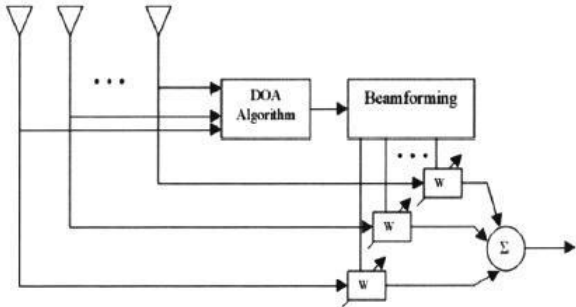 • • •
DOA
Algorithm
Beamforming
• • •
W
W
W
Σ